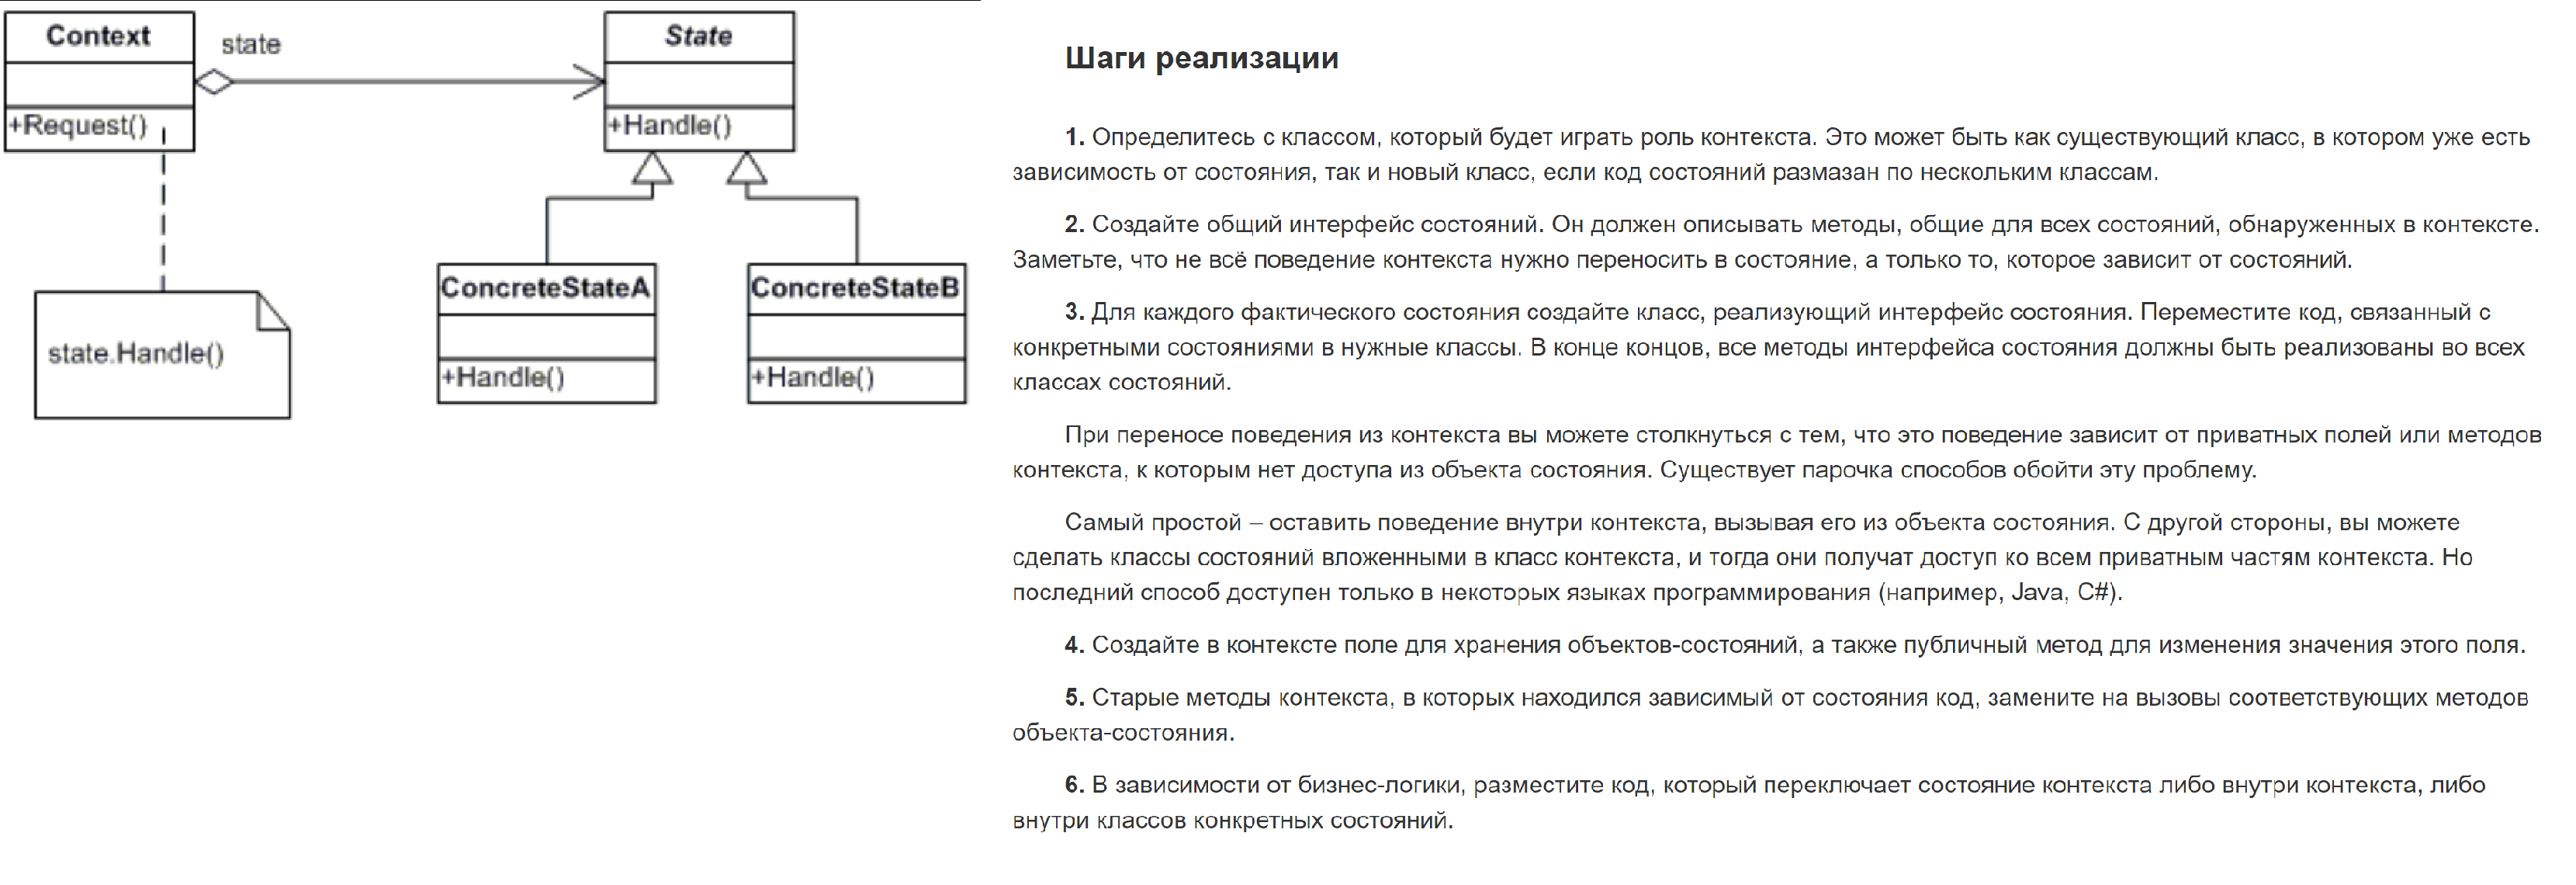 Context
state
State
+Request()
+Handle()
ConcreteStateA
ConcreteStateB
state.Handle()
+Handle()
+Handle()
Шаги реализации
1. Определитесь с классом, который будет играть роль контекста. Это может быть как существующий класс, в котором уже есть
зависимость от состояния, так и новый класс, если код состояний размазан по нескольким классам.
2. Создайте общий интерфейс состояний. Он должен описывать методы, общие для всех состояний, обнаруженных в контексте.
Заметьте, что не всё поведение контекста нужно переносить в состояние, а только то, которое зависит от состояний.
3. Для каждого фактического состояния создайте класс, реализующий интерфейс состояния. Переместите код, связанный с
конкретными состояниями в нужные классы. В конце концов, все методы интерфейса состояния должны быть реализованы во всех
классах состояний.
При переносе поведения из контекста вы можете столкнуться с тем, что это поведение зависит от приватных полей или методов
контекста, к которым нет доступа из объекта состояния. Существует парочка способов обойти эту проблему.
Самый простой – оставить поведение внутри контекста, вызывая его из объекта состояния. С другой стороны, вы можете
сделать классы состояний вложенными в класс контекста, и тогда они получат доступ ко всем приватным частям контекста. Но
последний способ доступен только в некоторых языках программирования (например, Java, C#).
4. Создайте в контексте поле для хранения объектов-состояний, а также публичный метод для изменения значения этого поля.
5. Старые методы контекста, в которых находился зависимый от состояния код, замените на вызовы соответствующих методов
объекта-состояния.
6. В зависимости от бизнес-логики, разместите код, который переключает состояние контекста либо внутри контекста, либо
внутри классов конкретных состояний.